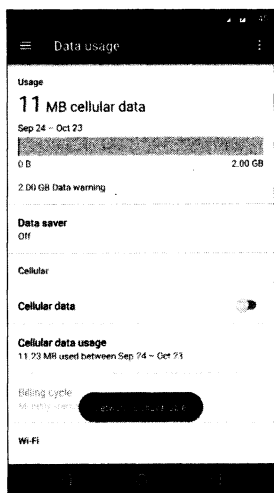 Data usage
Usage
11 MB cellular data
Sep 24 – Oct 23
0 B 2.00 GB
2.00 GB Data warning
Data saver
Off
Cellular
Cellular data
Cellular data usage
11.23 MB used between Sep 24 – Oct 23
Billing cycle
Monthly
Wi-Fi